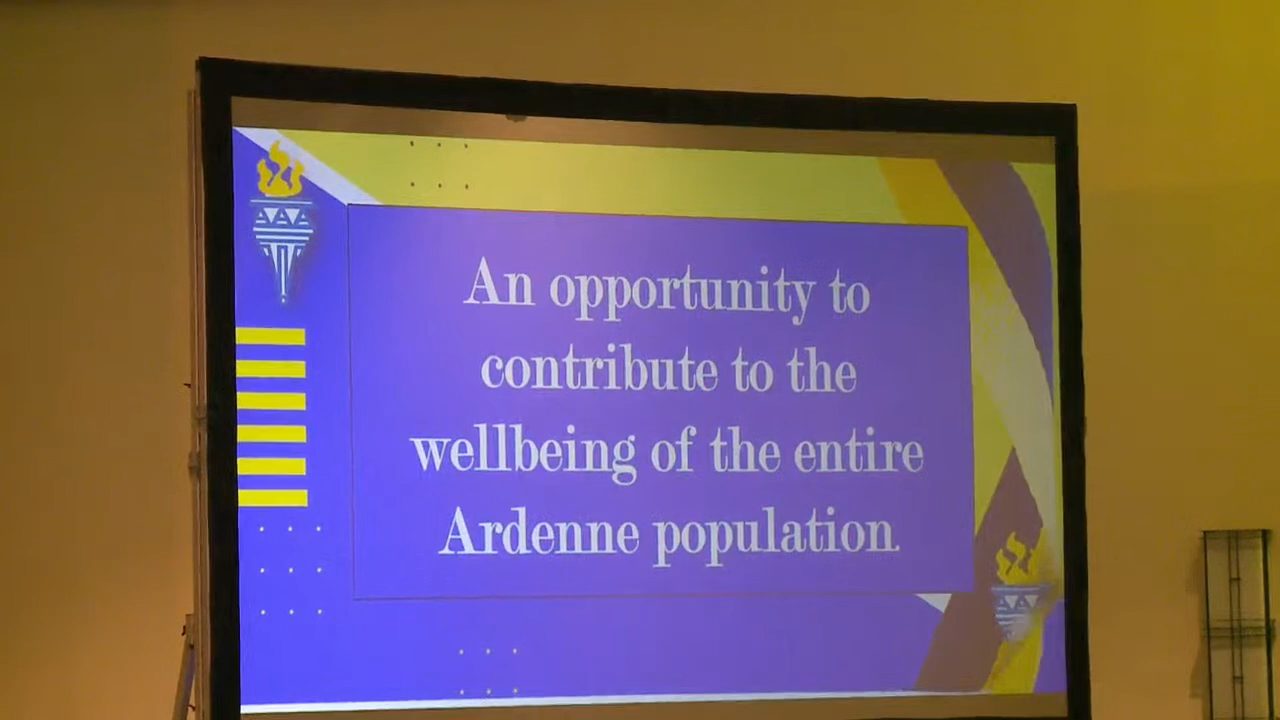 An opportunity to
contribute to the
wellbeing of the entire
Ardenne population.